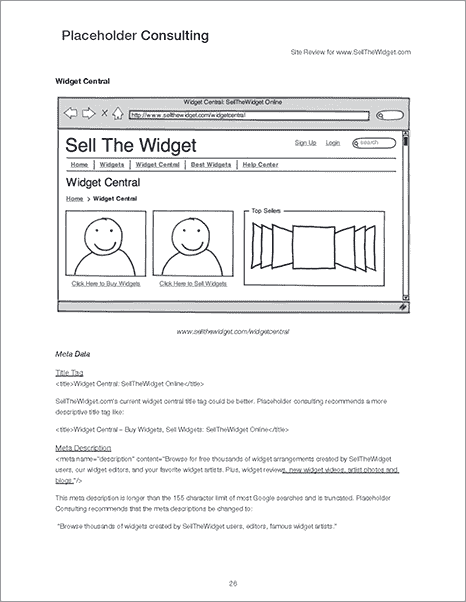 Placeholder Consulting
Site Review for www.SellTheWidget.com
Widget Central
Widget Central: SellTheWidget Online
http://www.sellthewidget.com/widgetcentral
Sell The Widget
Sign Up Login search
Home Widgets Widget Central Best Widgets Help Center
Widget Central
Home > Widget Central
Top Sellers
Click Here to Buy Widgets Click Here to Sell Widgets
www.sellthewidget.com/widgetcentral
Meta Data
Title Tag
<title>Widget Central: SellTheWidget Online</title>
SellTheWidget.com's current widget central title tag could be better. Placeholder consulting recommends a more
descriptive title tag like:
<title>Widget Central – Buy Widgets, Sell Widgets: SellTheWidget Online</title>
Meta Description
<meta name="description" content="Browse for free thousands of widget arrangements created by SellTheWidget
users, our widget editors, and your favorite widget artists. Plus, widget reviews, new widget videos, artist photos and
blogs."/>
This meta description is longer than the 155 character limit of most Google searches and is truncated. Placeholder
Consulting recommends that the meta descriptions be changed to:
"Browse thousands of widgets created by SellTheWidget users, editors, famous widget artists."
26